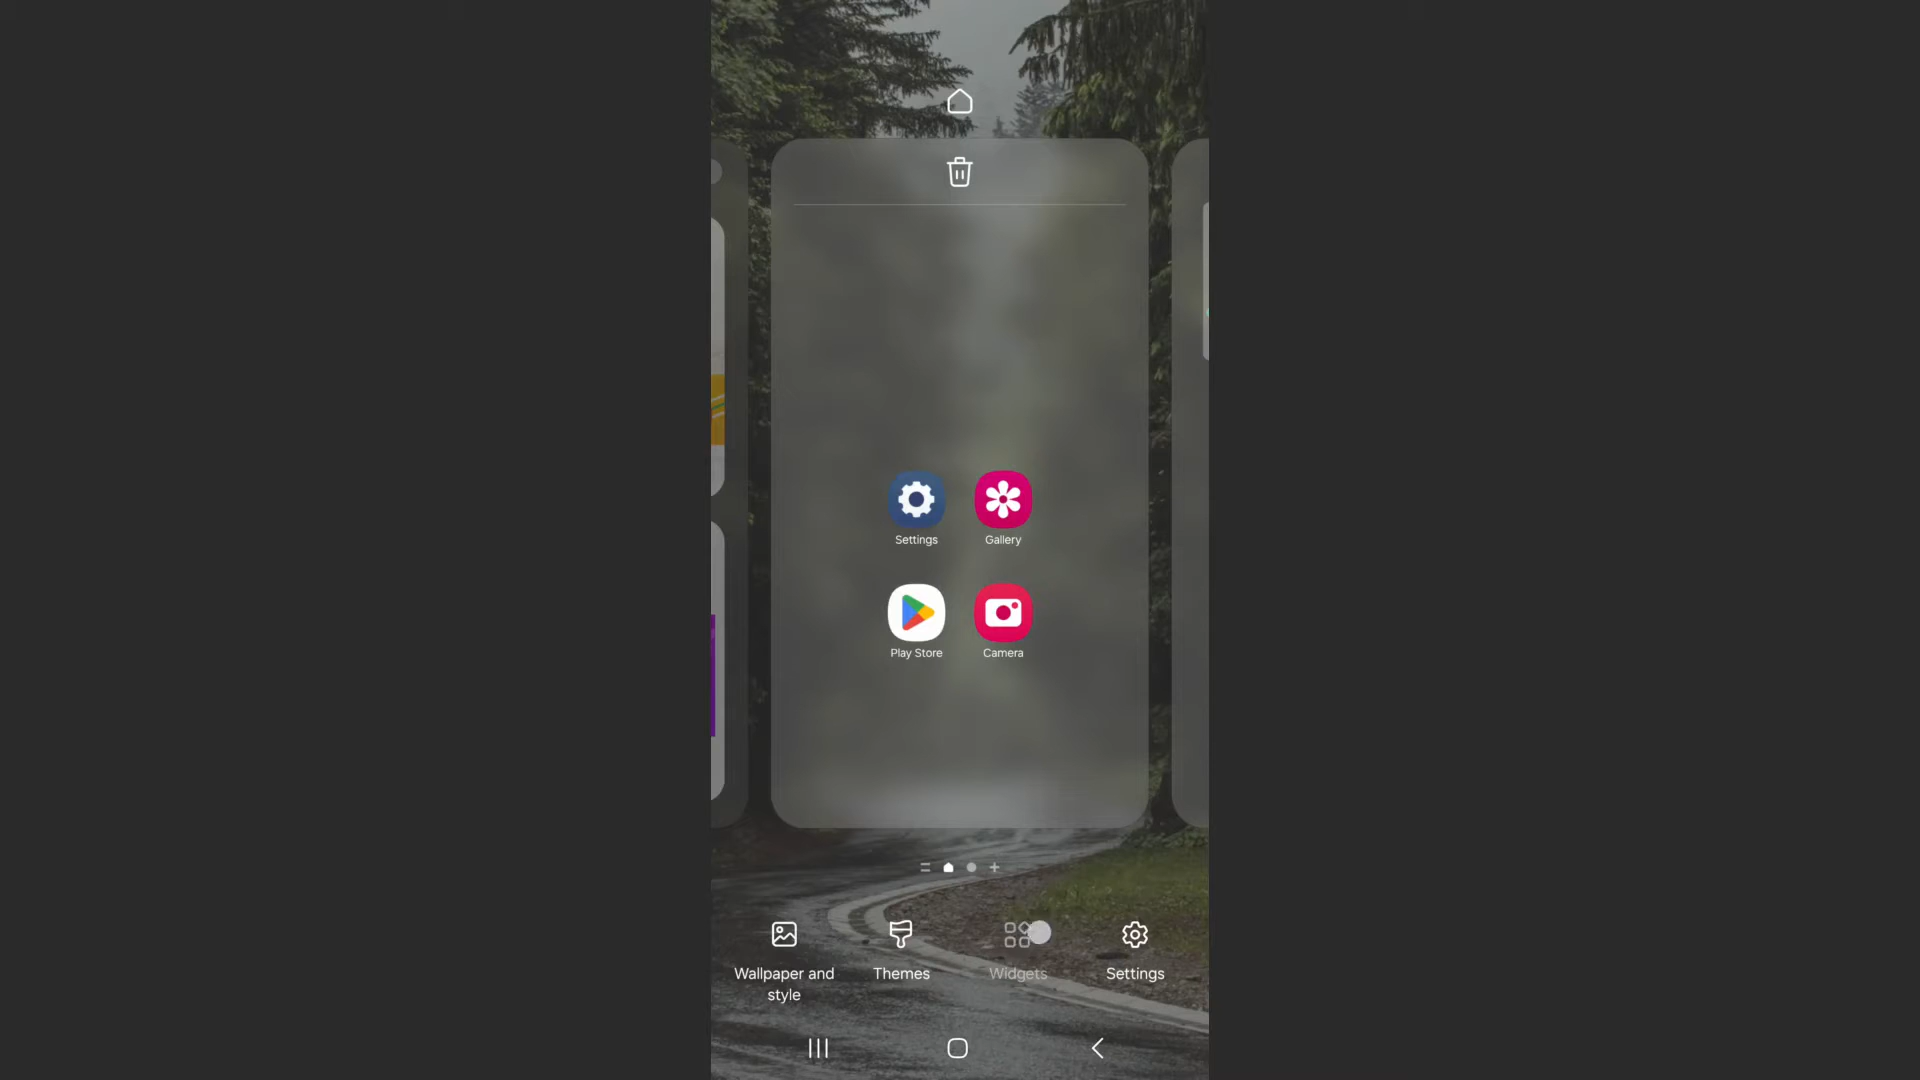 Settings
Gallery
Play Store
Camera
Wallpaper and
style
Themes
Widgets
Settings